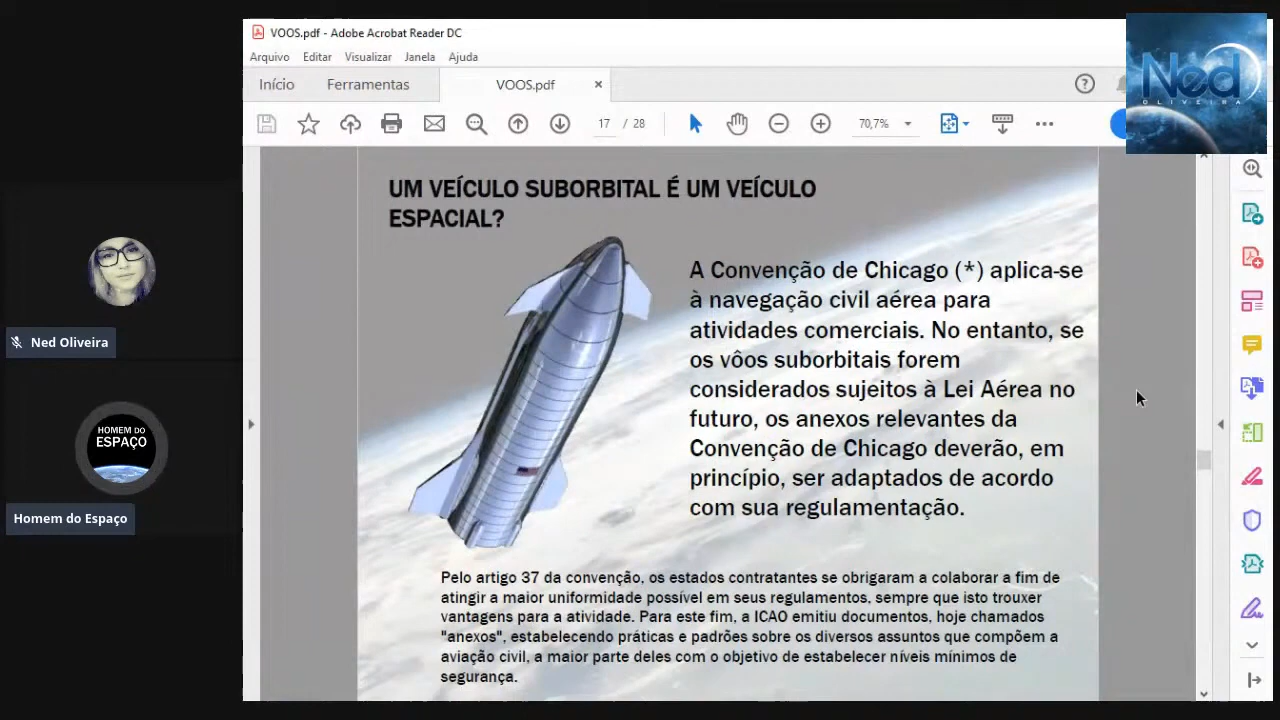 VOOS.pdf - Adobe Acrobat Reader DC
Arquivo Editar Visualizar Janela Ajuda
Início Ferramentas VOOS.pdf
17 / 28 70,7%
Ned
OLIVEIRA
UM VEÍCULO SUBORBITAL É UM VEÍCULO
ESPACIAL?
A Convenção de Chicago (*) aplica-se
à navegação civil aérea para
atividades comerciais. No entanto, se
os vôos suborbitais forem
considerados sujeitos à Lei Aérea no
futuro, os anexos relevantes da
Convenção de Chicago deverão, em
princípio, ser adaptados de acordo
com sua regulamentação.
Pelo artigo 37 da convenção, os estados contratantes se obrigaram a colaborar a fim de
atingir a maior uniformidade possível em seus regulamentos, sempre que isto trouxer
vantagens para a atividade. Para este fim, a ICAO emitiu documentos, hoje chamados
"anexos", estabelecendo práticas e padrões sobre os diversos assuntos que compõem a
aviação civil, a maior parte deles com o objetivo de estabelecer níveis mínimos de
segurança.
Ned Oliveira
HOMEM DO
ESPAÇO
Homem do Espaço